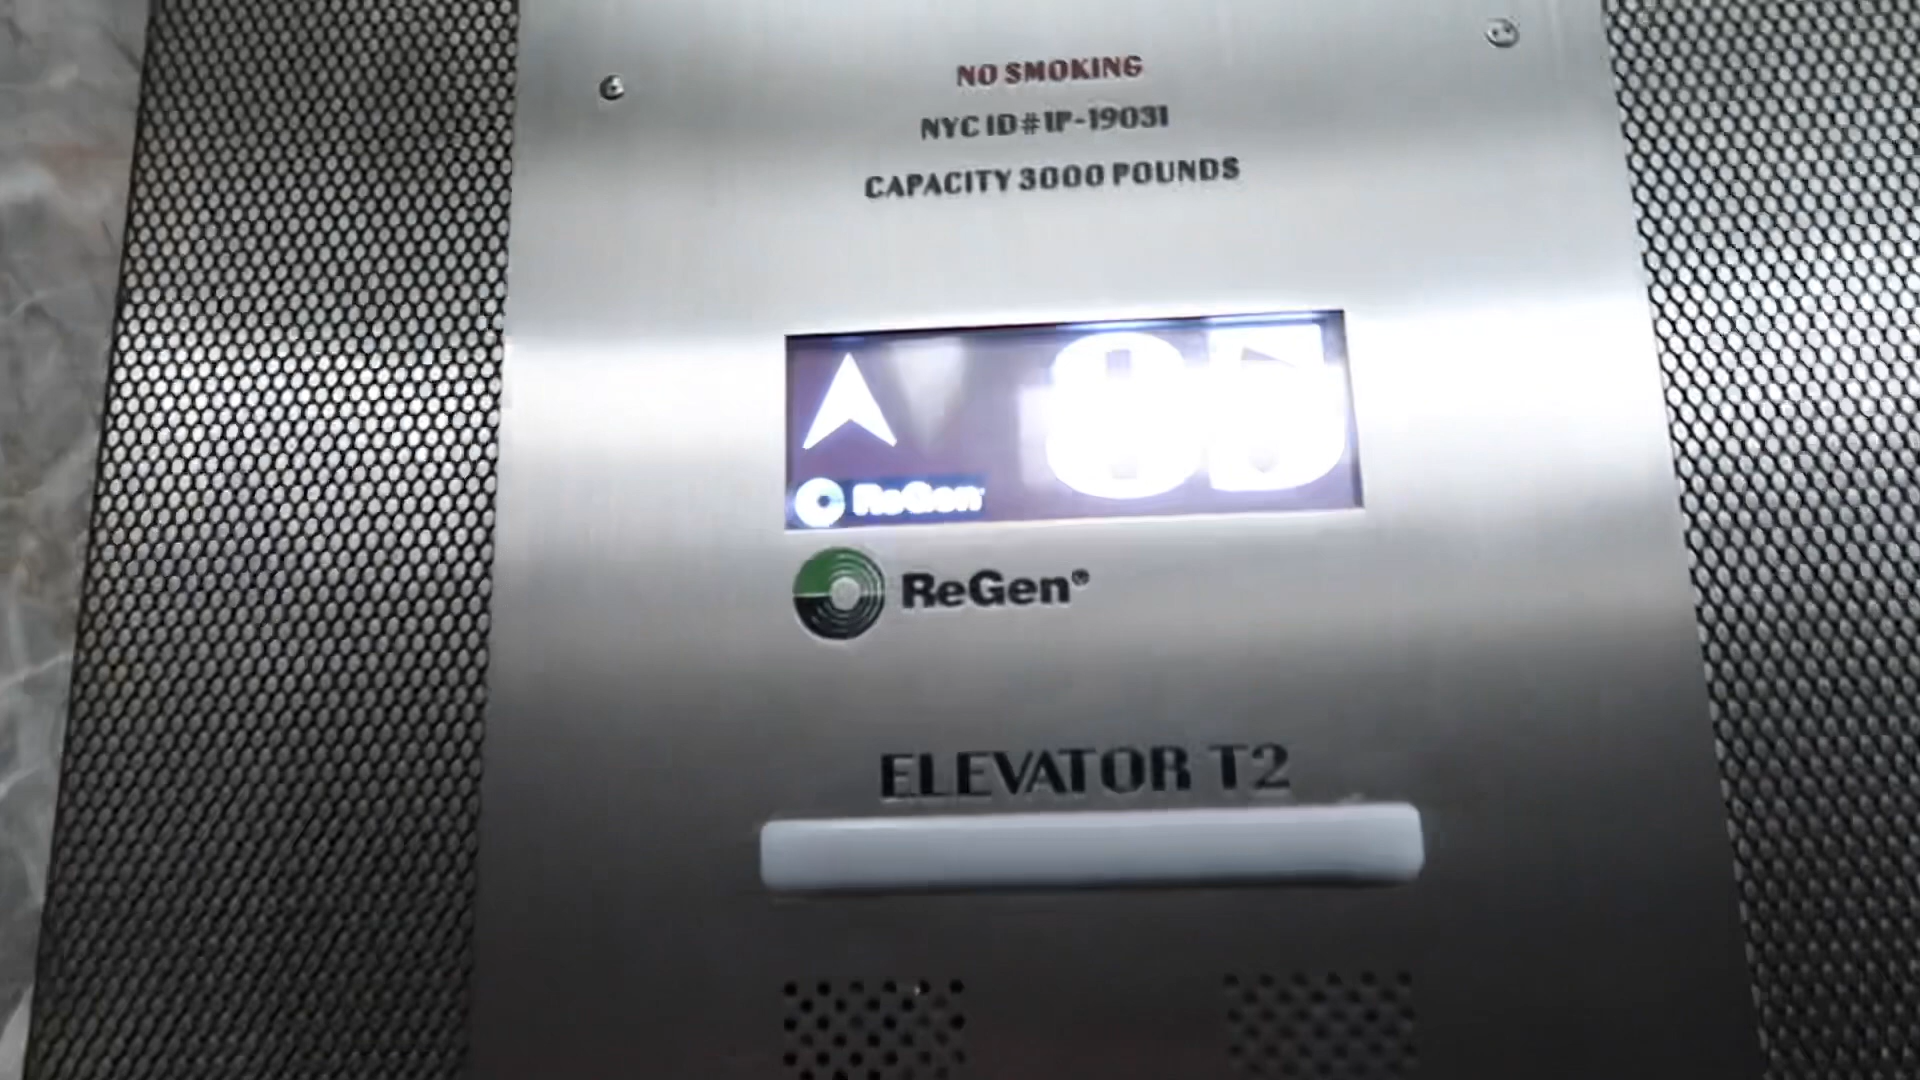 NO SMOKING
NYC ID#1P-19031
CAPACITY 3000 POUNDS
ReGen
ReGen®
ELEVATOR T2